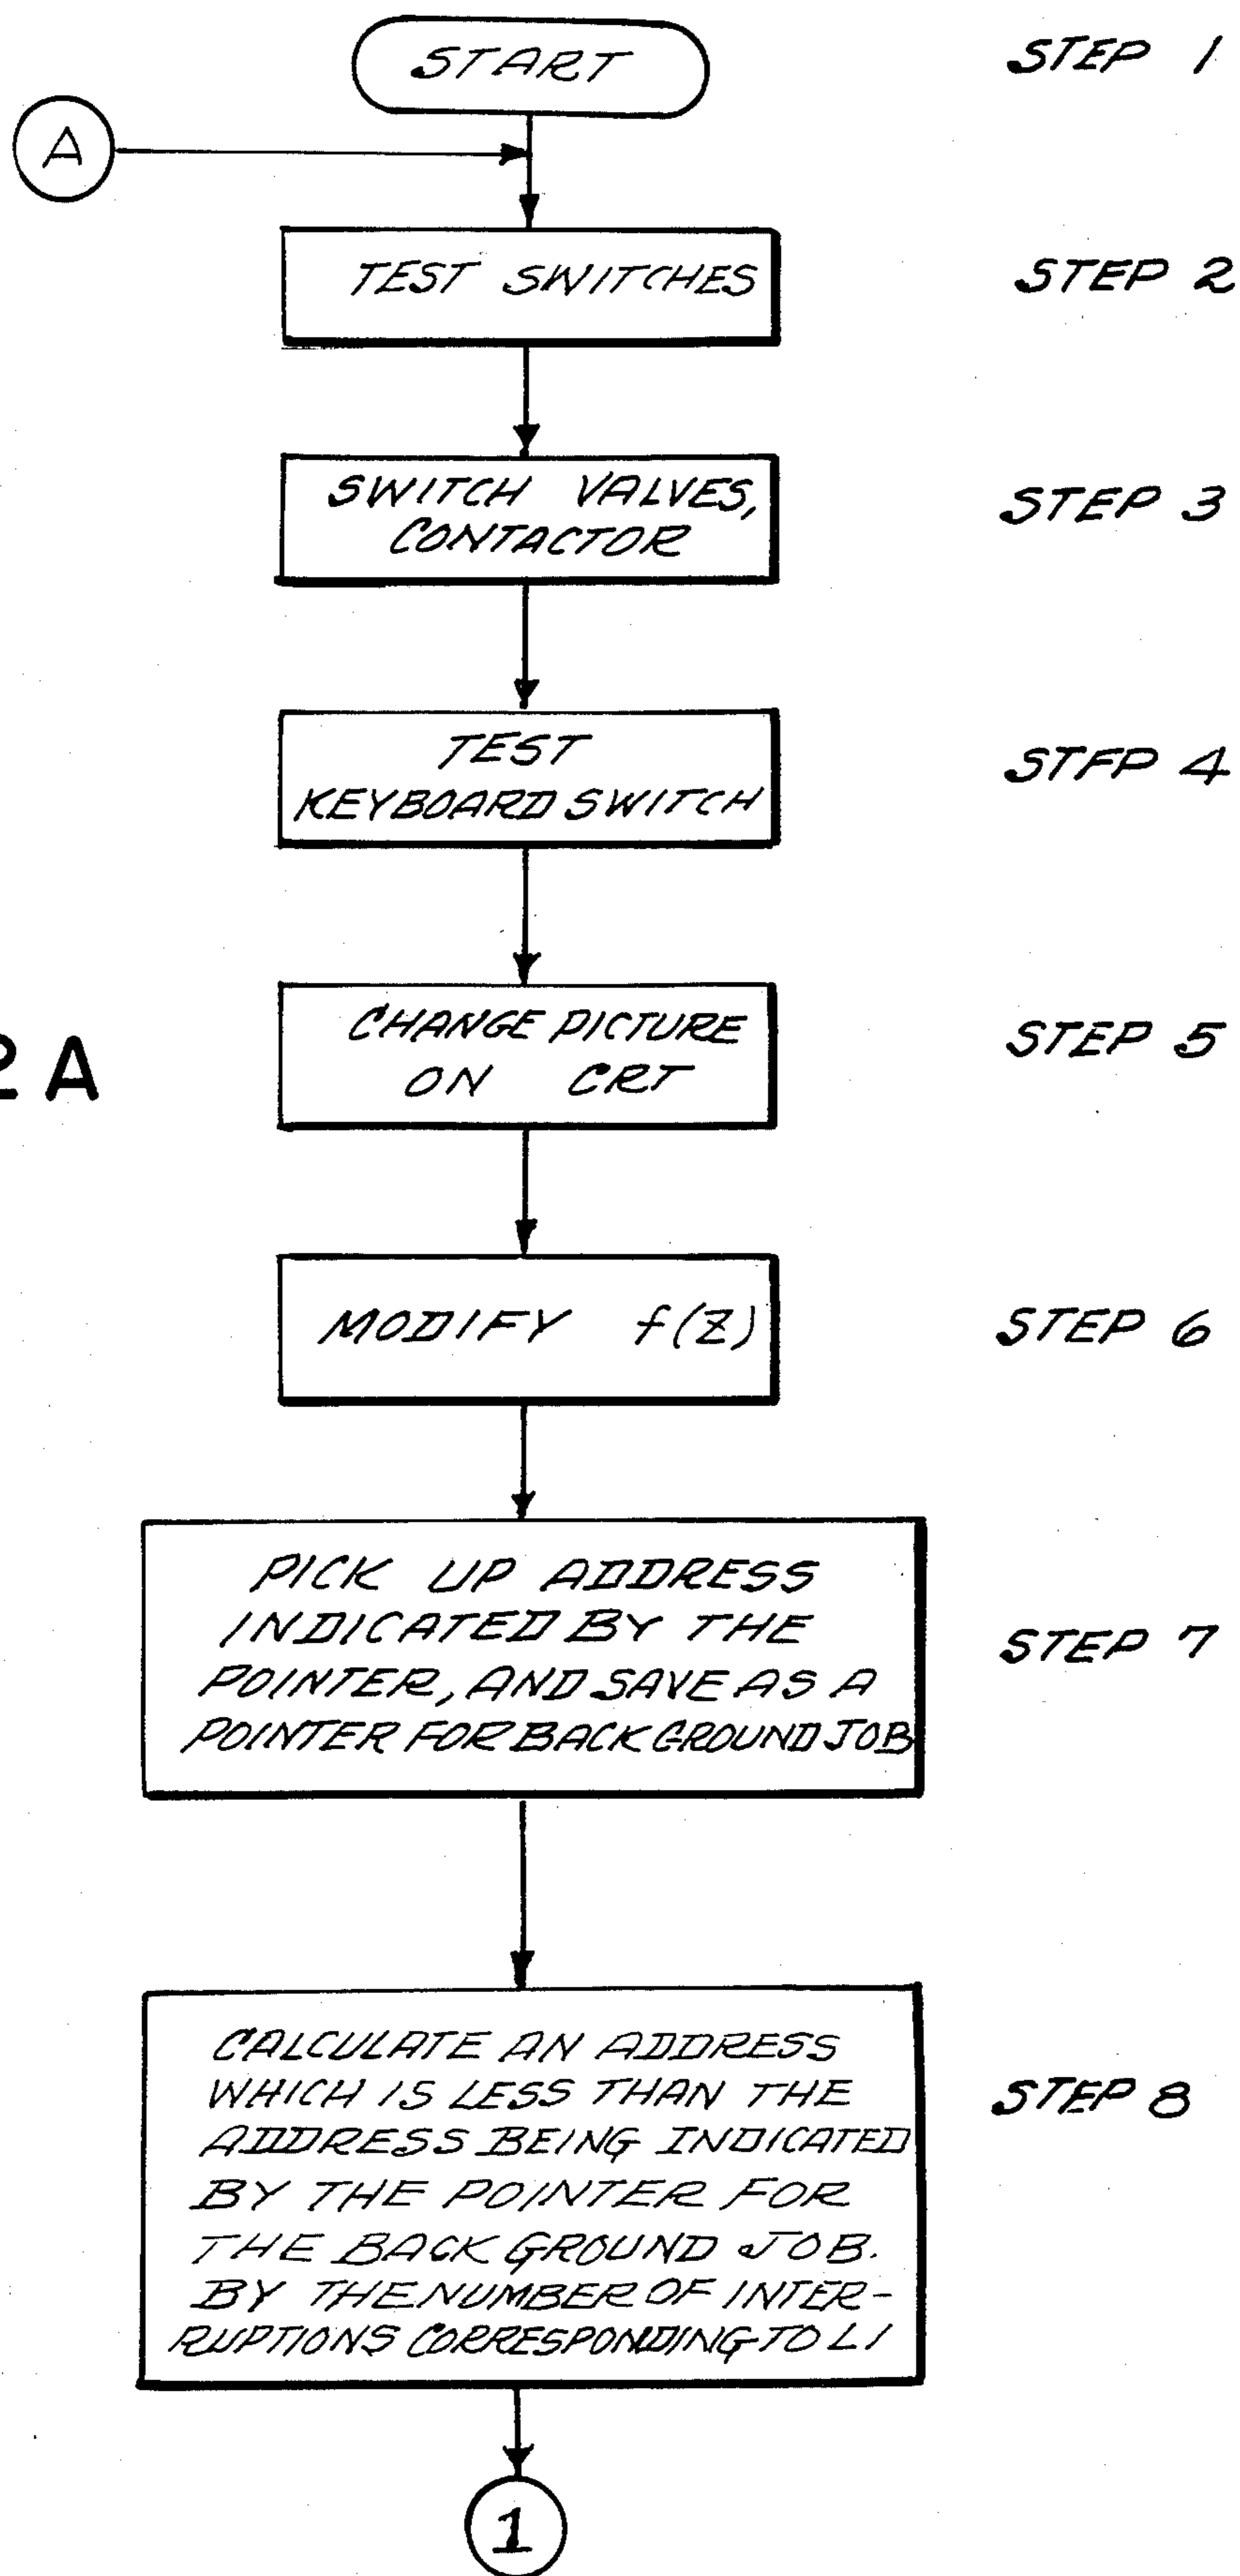 START
STEP 1
A
TEST SWITCHES
STEP 2
SWITCH VALVES,
CONTACTOR
STEP 3
TEST
KEYBOARD SWITCH
STEP 4
CHANGE PICTURE
ON CRT
STEP 5
2A
MODIFY f(Z)
STEP 6
PICK UP ADDRESS
INDICATED BY THE
POINTER, AND SAVE AS A
POINTER FOR BACK GROUND JOB
STEP 7
CALCULATE AN ADDRESS
WHICH IS LESS THAN THE
ADDRESS BEING INDICATED
BY THE POINTER FOR
THE BACK GROUND JOB.
BY THE NUMBER OF INTER-
RUPTIONS CORRESPONDING TO L1
STEP 8
1